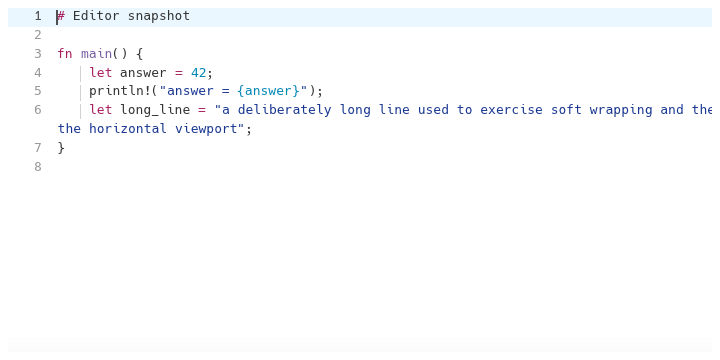 1 # Editor snapshot
2
3 fn main() {
4 let answer = 42;
5 println!("answer = {answer}");
6 let long_line = "a deliberately long line used to exercise soft wrapping and the
the horizontal viewport";
7 }
8